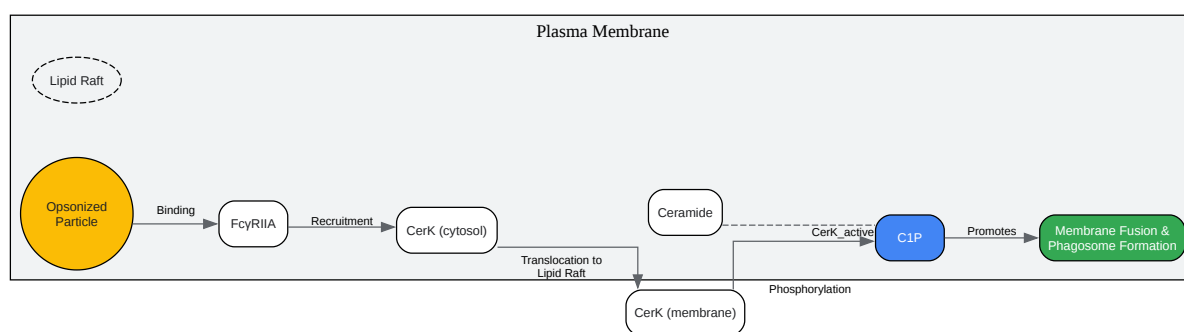 Plasma Membrane
Lipid Raft
Opsonized
Particle
Binding
FcγRIIA
Recruitment
CerK (cytosol)
Translocation to
Lipid Raft
CerK (membrane)
Phosphorylation
Ceramide
CerK_active
C1P
Promotes
Membrane Fusion &
Phagosome Formation